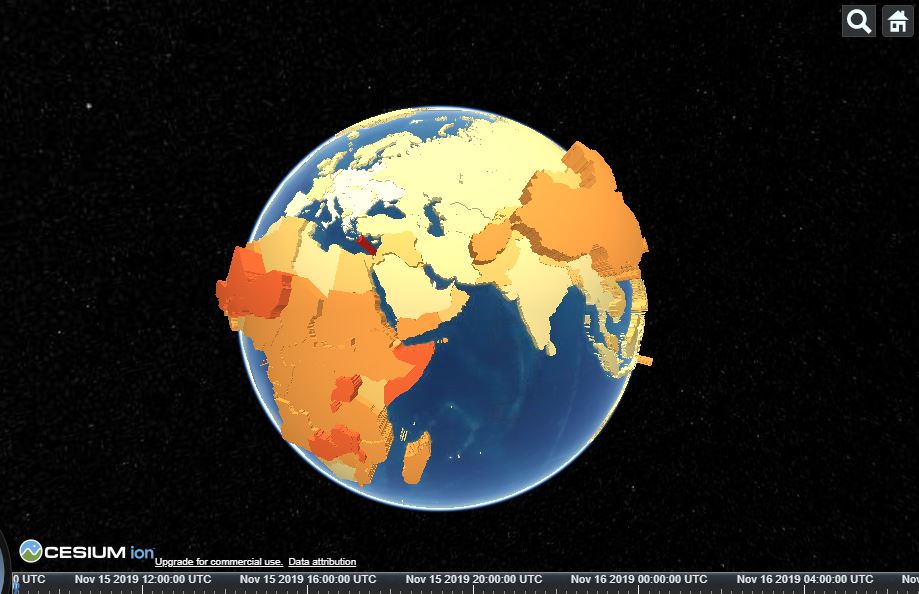 CESIUM ion
Upgrade for commercial use. Data attribution
0 UTC Nov 15 2019 12:00:00 UTC Nov 15 2019 16:00:00 UTC Nov 15 2019 20:00:00 UTC Nov 16 2019 00:00:00 UTC Nov 16 2019 04:00:00 UTC Nov